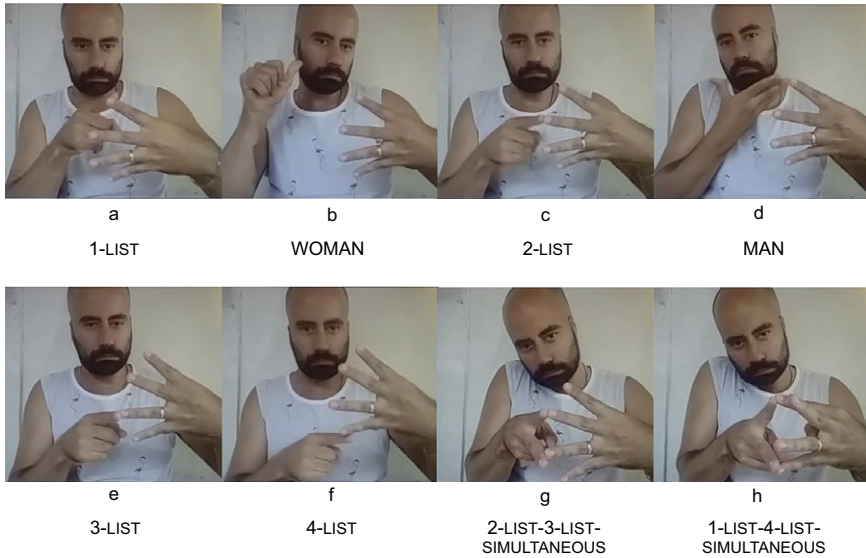 a b c d
1-LIST WOMAN 2-LIST MAN
e f g h
3-LIST 4-LIST 2-LIST-3-LIST- 1-LIST-4-LIST-
SIMULTANEOUS SIMULTANEOUS